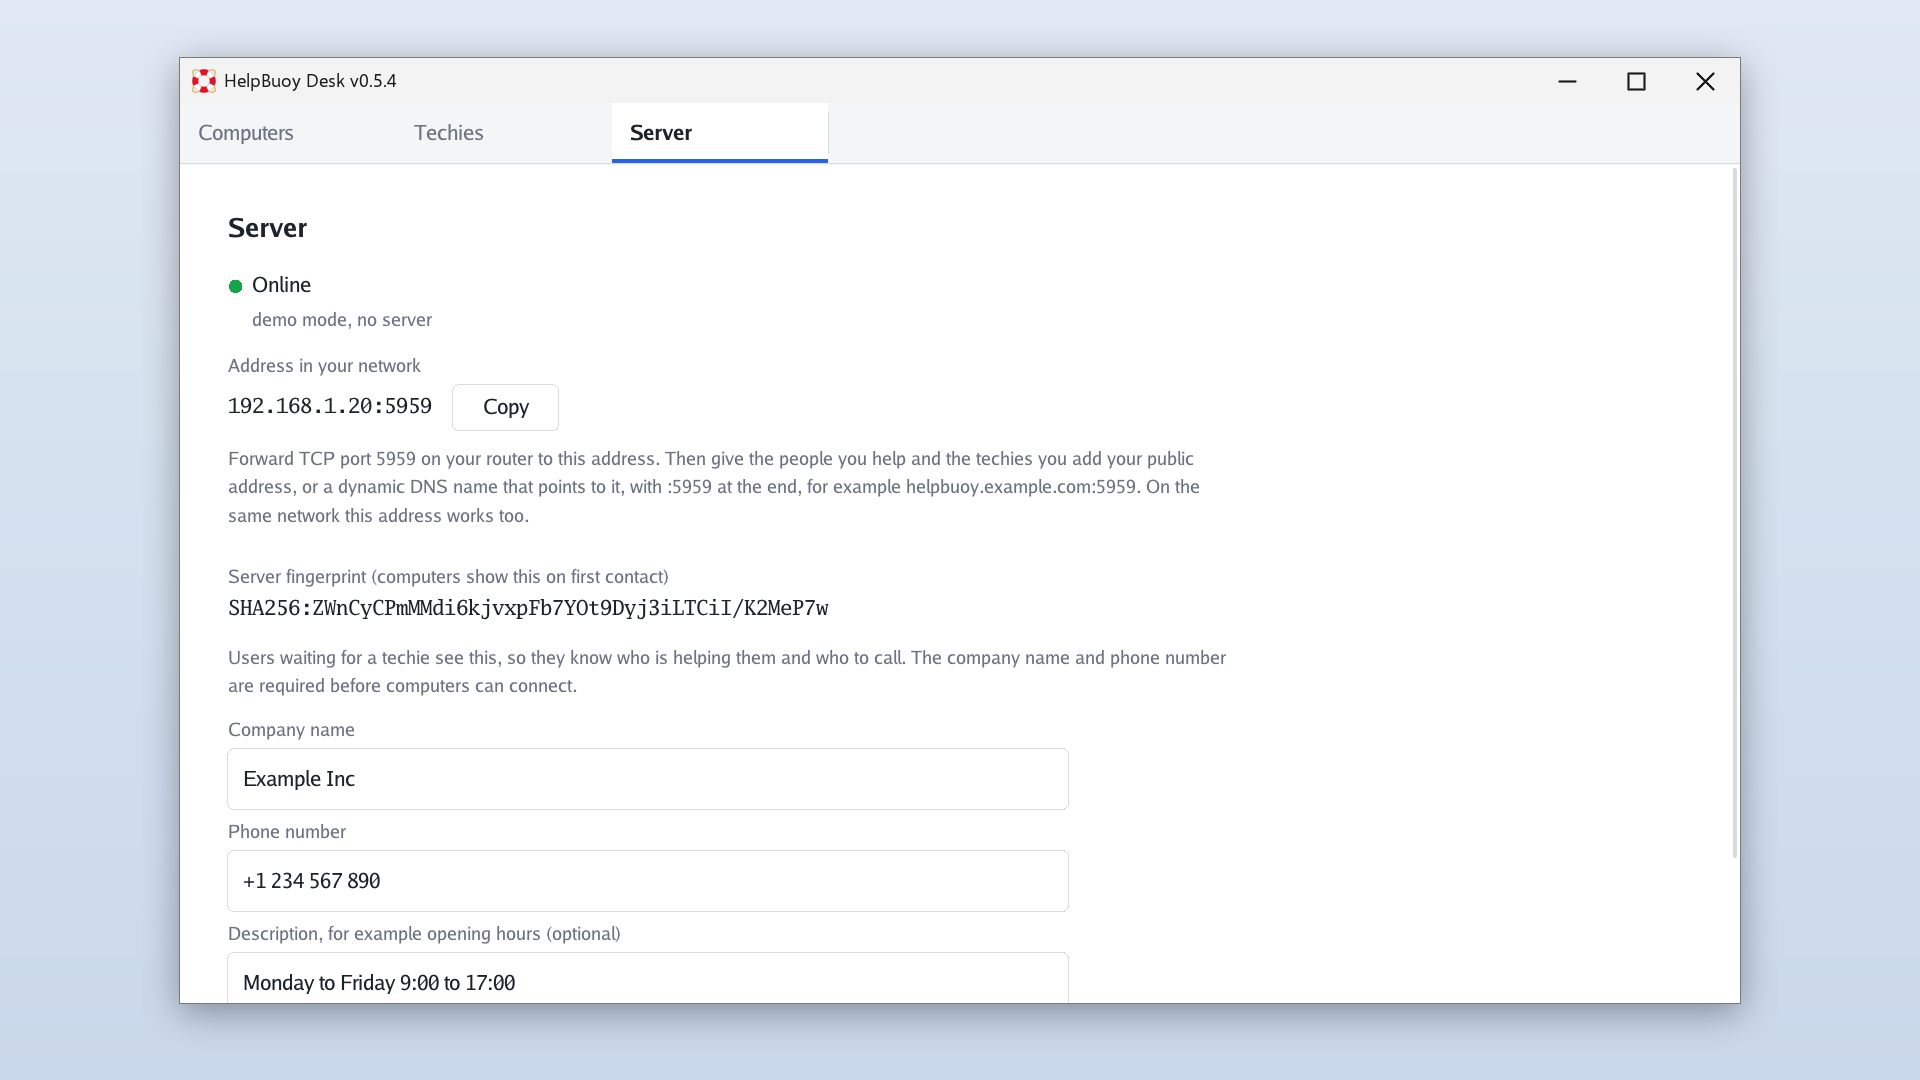 HelpBuoy Desk v0.5.4
Computers
Techies
Server
Server
Online
demo mode, no server
Address in your network
192.168.1.20:5959
Copy
Forward TCP port 5959 on your router to this address. Then give the people you help and the techies you add your public
address, or a dynamic DNS name that points to it, with :5959 at the end, for example helpbuoy.example.com:5959. On the
same network this address works too.
Server fingerprint (computers show this on first contact)
SHA256:ZWnCyCPmMMdi6kjvxpFb7YOt9Dyj3iLTCiI/K2MeP7w
Users waiting for a techie see this, so they know who is helping them and who to call. The company name and phone number
are required before computers can connect.
Company name
Example Inc
Phone number
+1 234 567 890
Description, for example opening hours (optional)
Monday to Friday 9:00 to 17:00